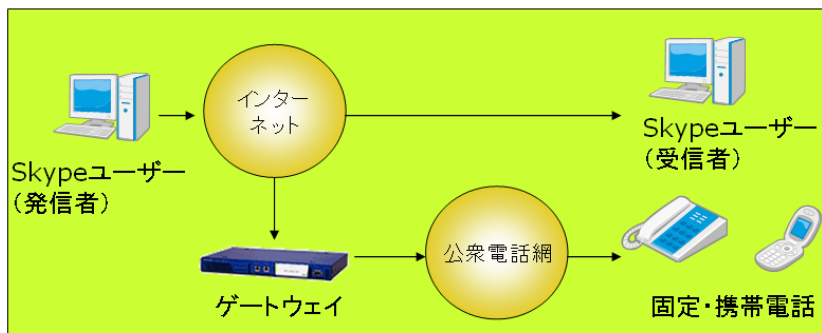 インター
ネット
Skypeユーザー
(発信者)
Skypeユーザー
(受信者)
ゲートウェイ
公衆電話網
固定・携帯電話